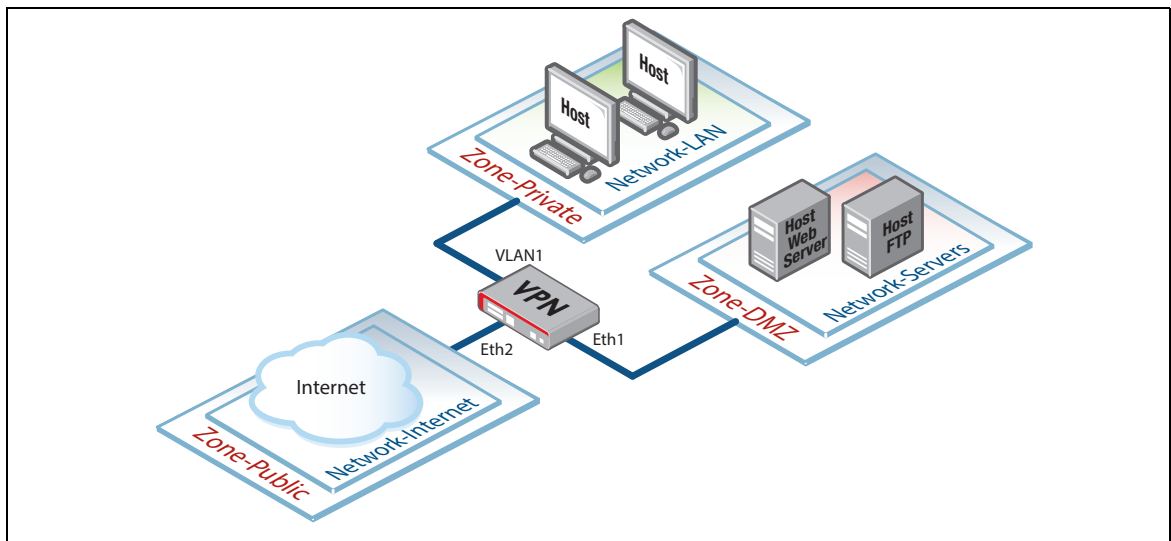 Host
Host
Zone-Private
Network-LAN
Host
Web
Server
Host
FTP
Zone-DMZ
Network-Servers
VLAN1
VPN
Eth2
Eth1
Internet
Zone-Public
Network-Internet